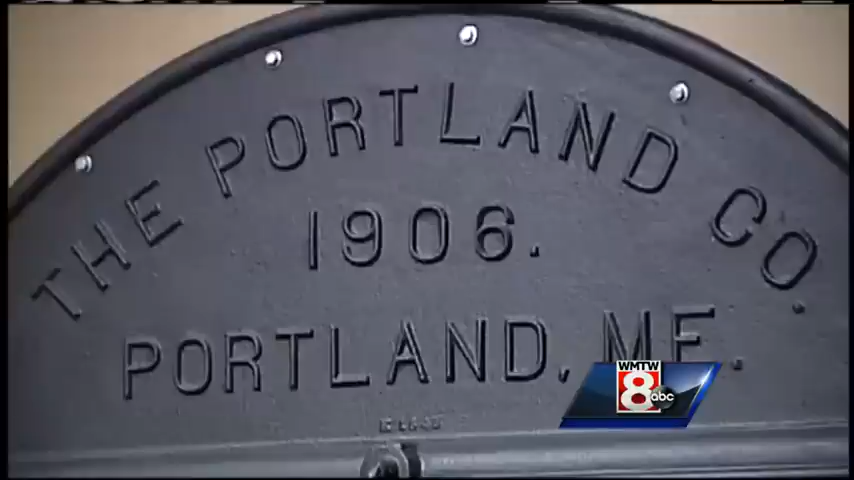 THE PORTLAND CO.
1906.
PORTLAND, ME.
WMTW
8 abc